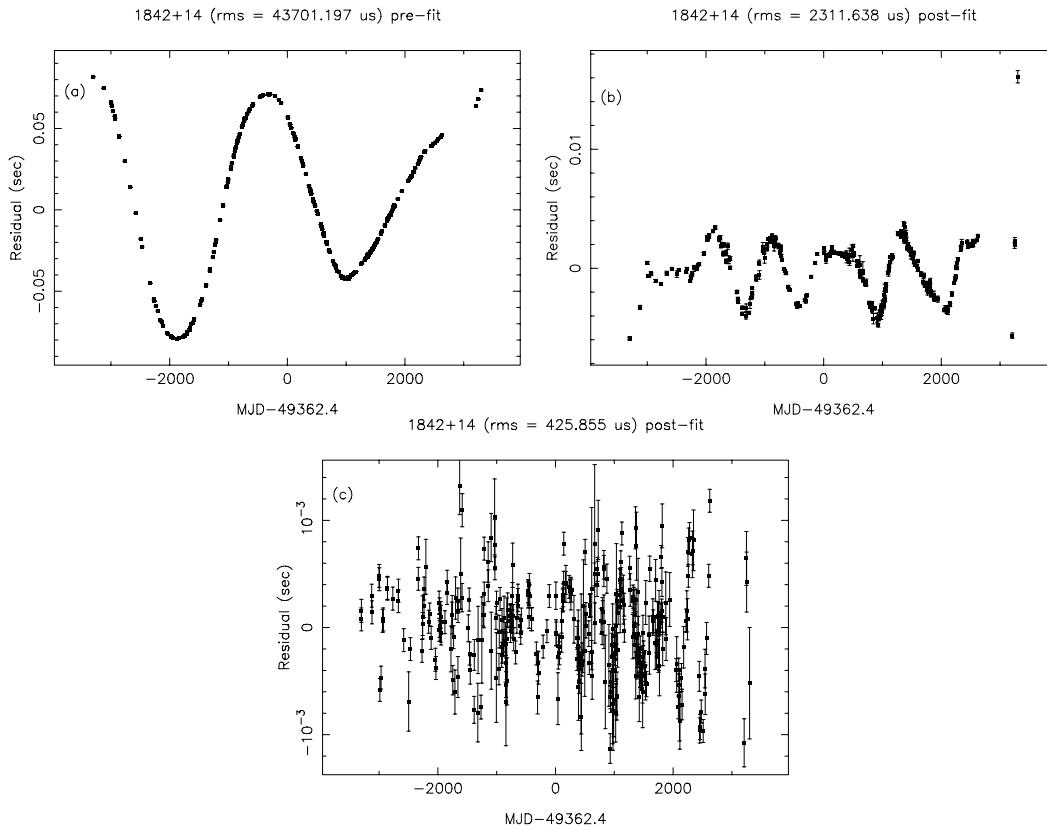 1842+14 (rms = 43701.197 us) pre-fit
(a)
Residual (sec)
0.05
0
-0.05
-2000 0 2000
MJD-49362.4
1842+14 (rms = 2311.638 us) post-fit
(b)
Residual (sec)
0.01
0
-2000 0 2000
MJD-49362.4
1842+14 (rms = 425.855 us) post-fit
(c)
Residual (sec)
10⁻³
0
-10⁻³
-2000 0 2000
MJD-49362.4